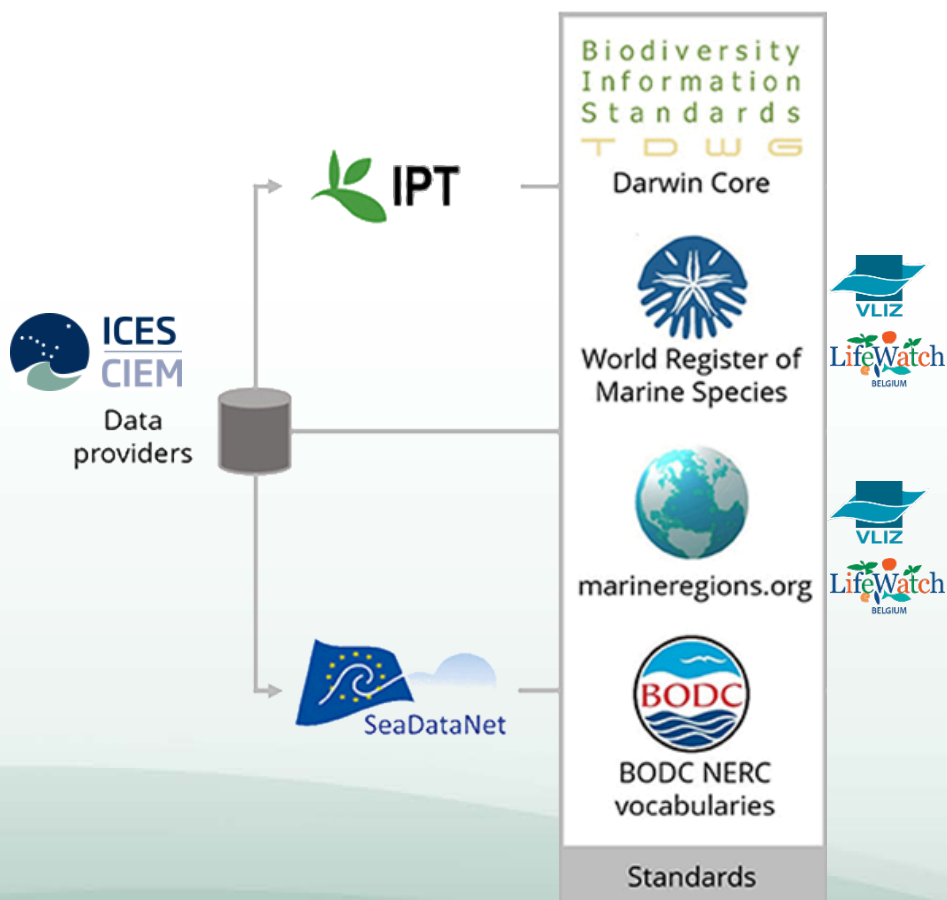 ICES
CIEM
Data
providers
IPT
SeaDataNet
Biodiversity
Information
Standards
TDWG
Darwin Core
World Register of
Marine Species
VLIZ
LifeWatch
BELGIUM
marineregions.org
VLIZ
LifeWatch
BELGIUM
BODC
BODC NERC
vocabularies
Standards